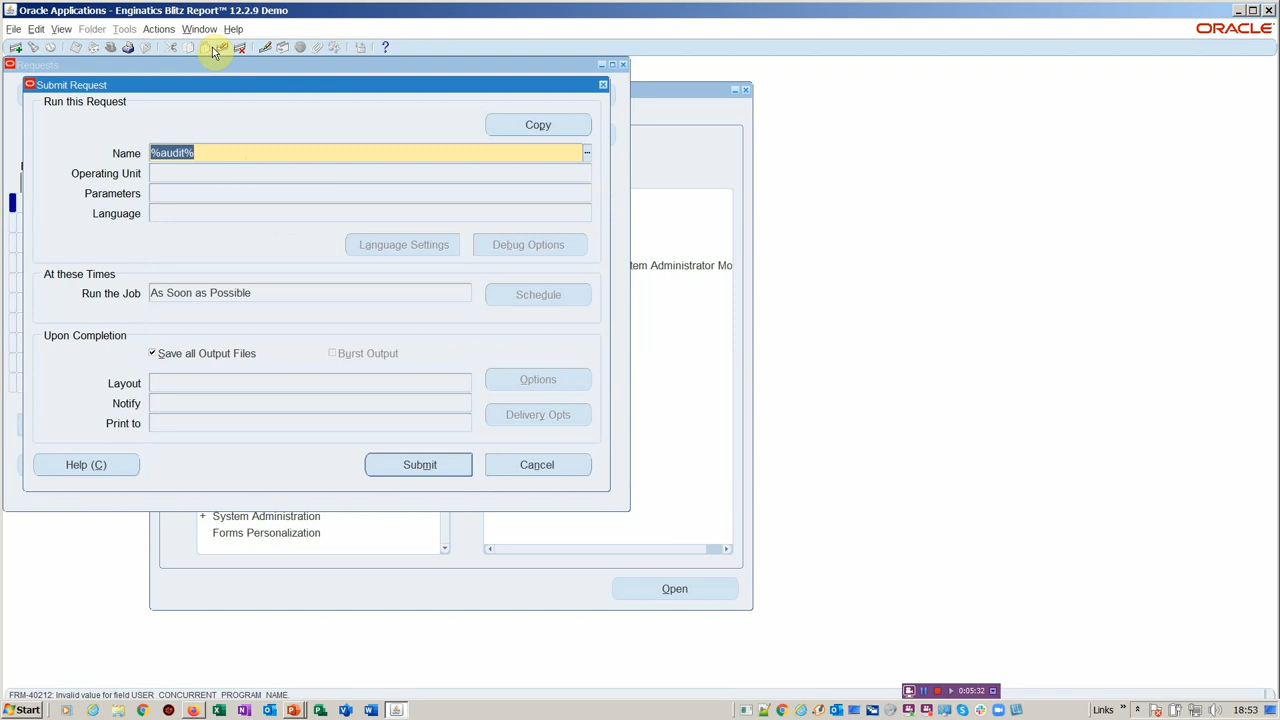 Oracle Applications - Enginatics Blitz Report™ 12.2.9 Demo
File Edit View Folder Tools Actions Window Help
ORACLE
Requests
Submit Request
Run this Request
Copy
Name %audit%
Operating Unit
Parameters
Language
Language Settings Debug Options
tem Administrator Mo
At these Times
Run the Job As Soon as Possible Schedule
Upon Completion
Save all Output Files Burst Output
Layout Options
Notify Delivery Opts
Print to
Help (C) Submit Cancel
+ System Administration
Forms Personalization
Open
FRM-40212: Invalid value for field USER_CONCURRENT_PROGRAM_NAME.
0:05:32
Start Links 18:53